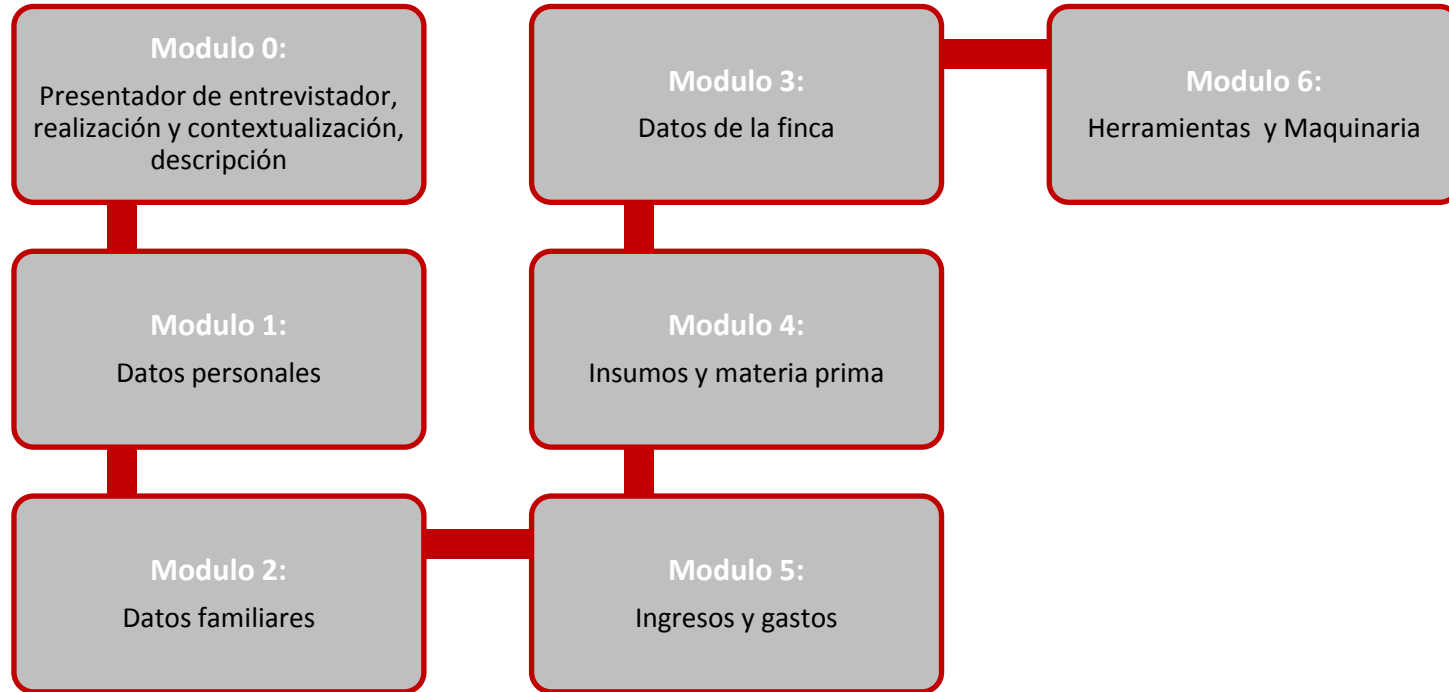 Modulo 0:
Presentador de entrevistador,
realización y contextualización,
descripción
Modulo 1:
Datos personales
Modulo 2:
Datos familiares
Modulo 3:
Datos de la finca
Modulo 4:
Insumos y materia prima
Modulo 5:
Ingresos y gastos
Modulo 6:
Herramientas  y Maquinaria